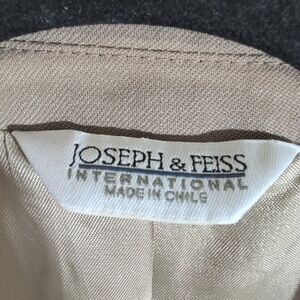 JOSEPH & FEISS
INTERNATIONAL
MADE IN CHILE